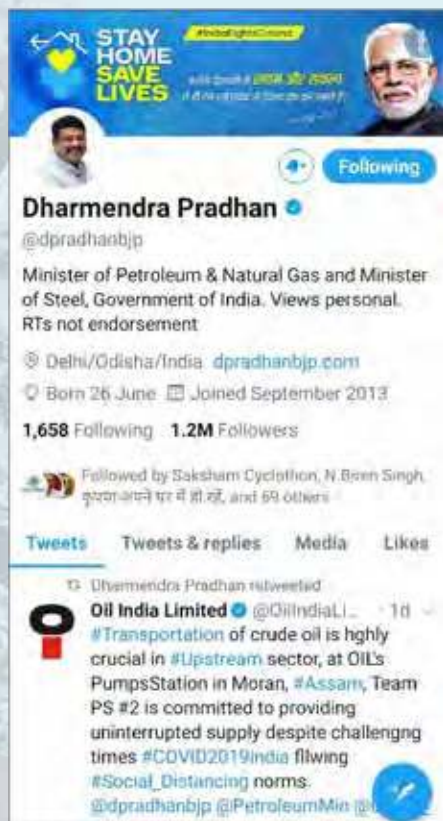 STAY
HOME
SAVE
LIVES
#IndiaFightsCorona
Following
Dharmendra Pradhan
@dpradhanbjp
Minister of Petroleum & Natural Gas and Minister
of Steel, Government of India. Views personal.
RTs not endorsement
Delhi/Odisha/India dpradhanbjp.com
Born 26 June Joined September 2013
1,658 Following 1.2M Followers
Followed by Saksham Cyclothon, N.Biren Singh,
कृपया अपने घर में ही रहें, and 69 others
Tweets Tweets & replies Media Likes
Dharmendra Pradhan retweeted
Oil India Limited @OilIndiaLi... · 1d
#Transportation of crude oil is hghly
crucial in #Upstream sector, at OIL's
PumpsStation in Moran, #Assam, Team
PS #2 is committed to providing
uninterrupted supply despite challengng
times #COVID2019india fllwing
#Social_Distancing norms.
@dpradhanbjp @PetroleumMin